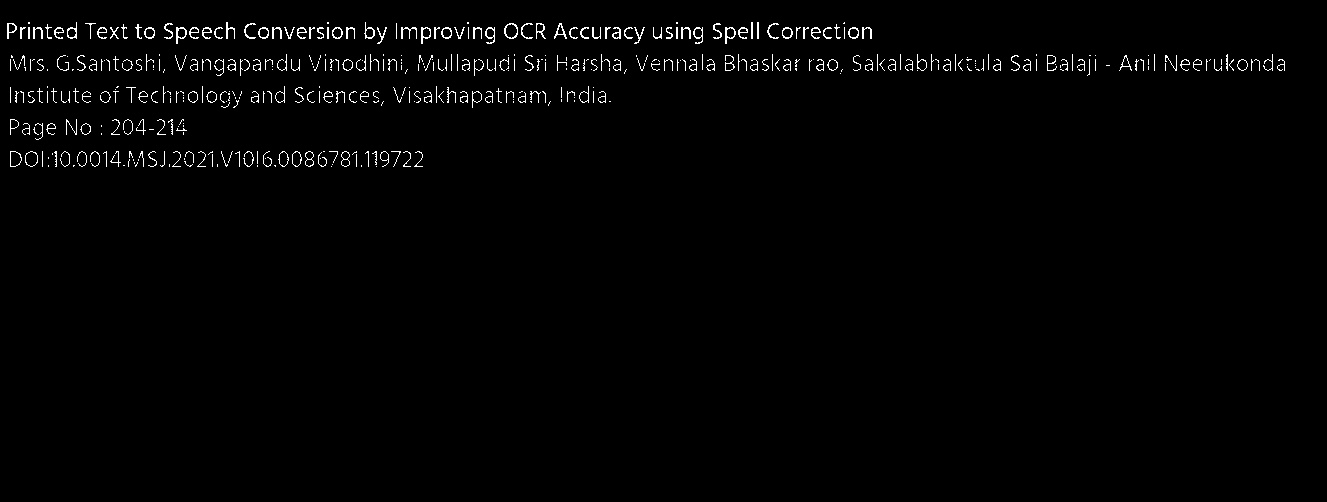 Printed Text to Speech Conversion by Improving OCR Accuracy using Spell Correction
Mrs. G.Santoshi, Vangapandu Vinodhini, Mullapudi Sri Harsha, Vennala Bhaskar rao, Sakalabhaktula Sai Balaji - Anil Neerukonda
Institute of Technology and Sciences, Visakhapatnam, India.
Page No : 204-214
DOI:10.0014.MSJ.2021.V10I6.0086781.119722